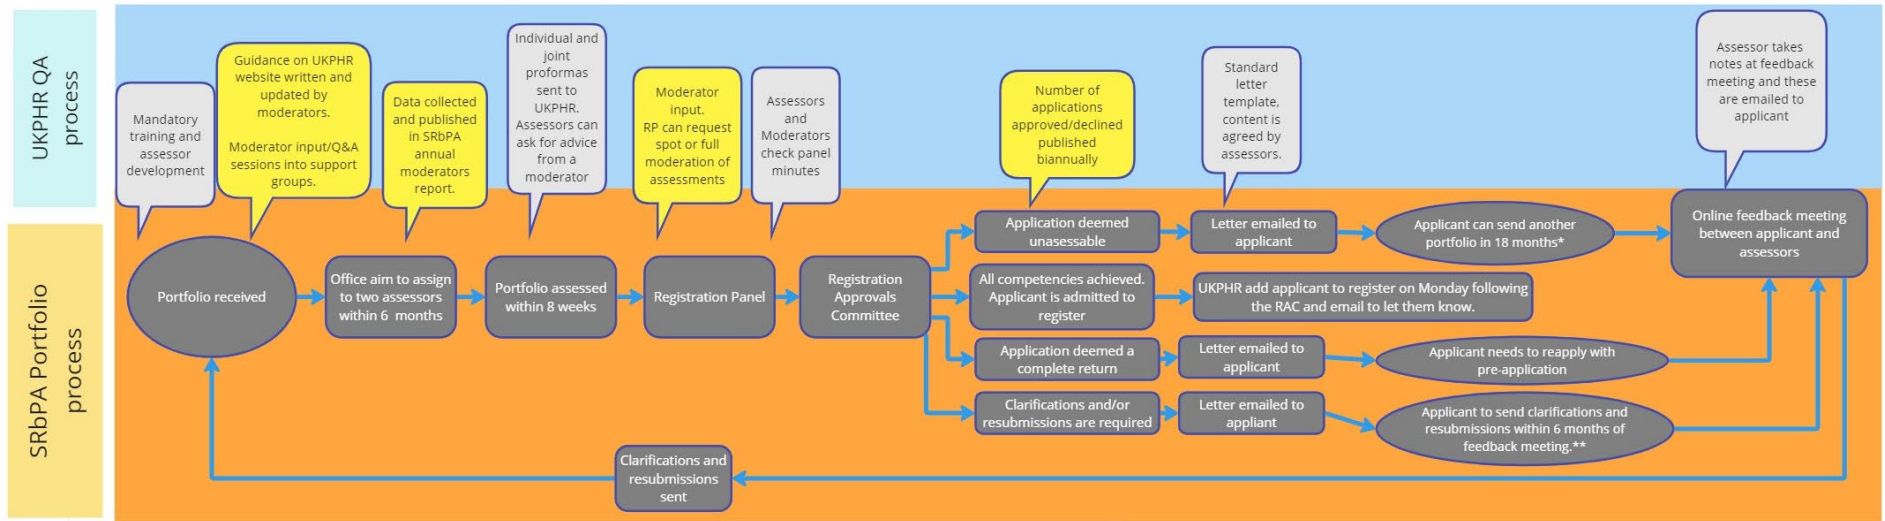 UKPHR QA
process
Mandatory
training and
assessor
development
Guidance on UKPHR
website written and
updated by
moderators.
Moderator input/Q&A
sessions into support
groups.
Data collected
and published
in SRbPA
annual
moderators
report.
Individual and
joint
proformas
sent to
UKPHR.
Assessors can
ask for advice
from a
moderator
Moderator
input.
RP can request
spot or full
moderation of
assessments
Assessors
and
Moderators
check panel
minutes
Number of
applications
approved/declined
published
biannually
Standard
letter
template,
content is
agreed by
assessors.
Assessor takes
notes at feedback
meeting and these
are emailed to
applicant
SRbPA Portfolio
process
Portfolio received
Office aim to assign
to two assessors
within 6 months
Portfolio assessed
within 8 weeks
Registration Panel
Registration
Approvals
Committee
Application deemed
unasessable
Letter emailed to
applicant
Applicant can send another
portfolio in 18 months*
Online feedback meeting
between applicant and
assessors
All competencies achieved.
Applicant is admitted to
register
UKPHR add applicant to register on Monday following
the RAC and email to let them know.
Application deemed a
complete return
Letter emailed to
applicant
Applicant needs to reapply with
pre-application
Clarifications and/or
resubmissions are required
Letter emailed to
appliant
Applicant to send clarifications and
resubmissions within 6 months of
feedback meeting.**
Clarifications and
resubmissions
sent